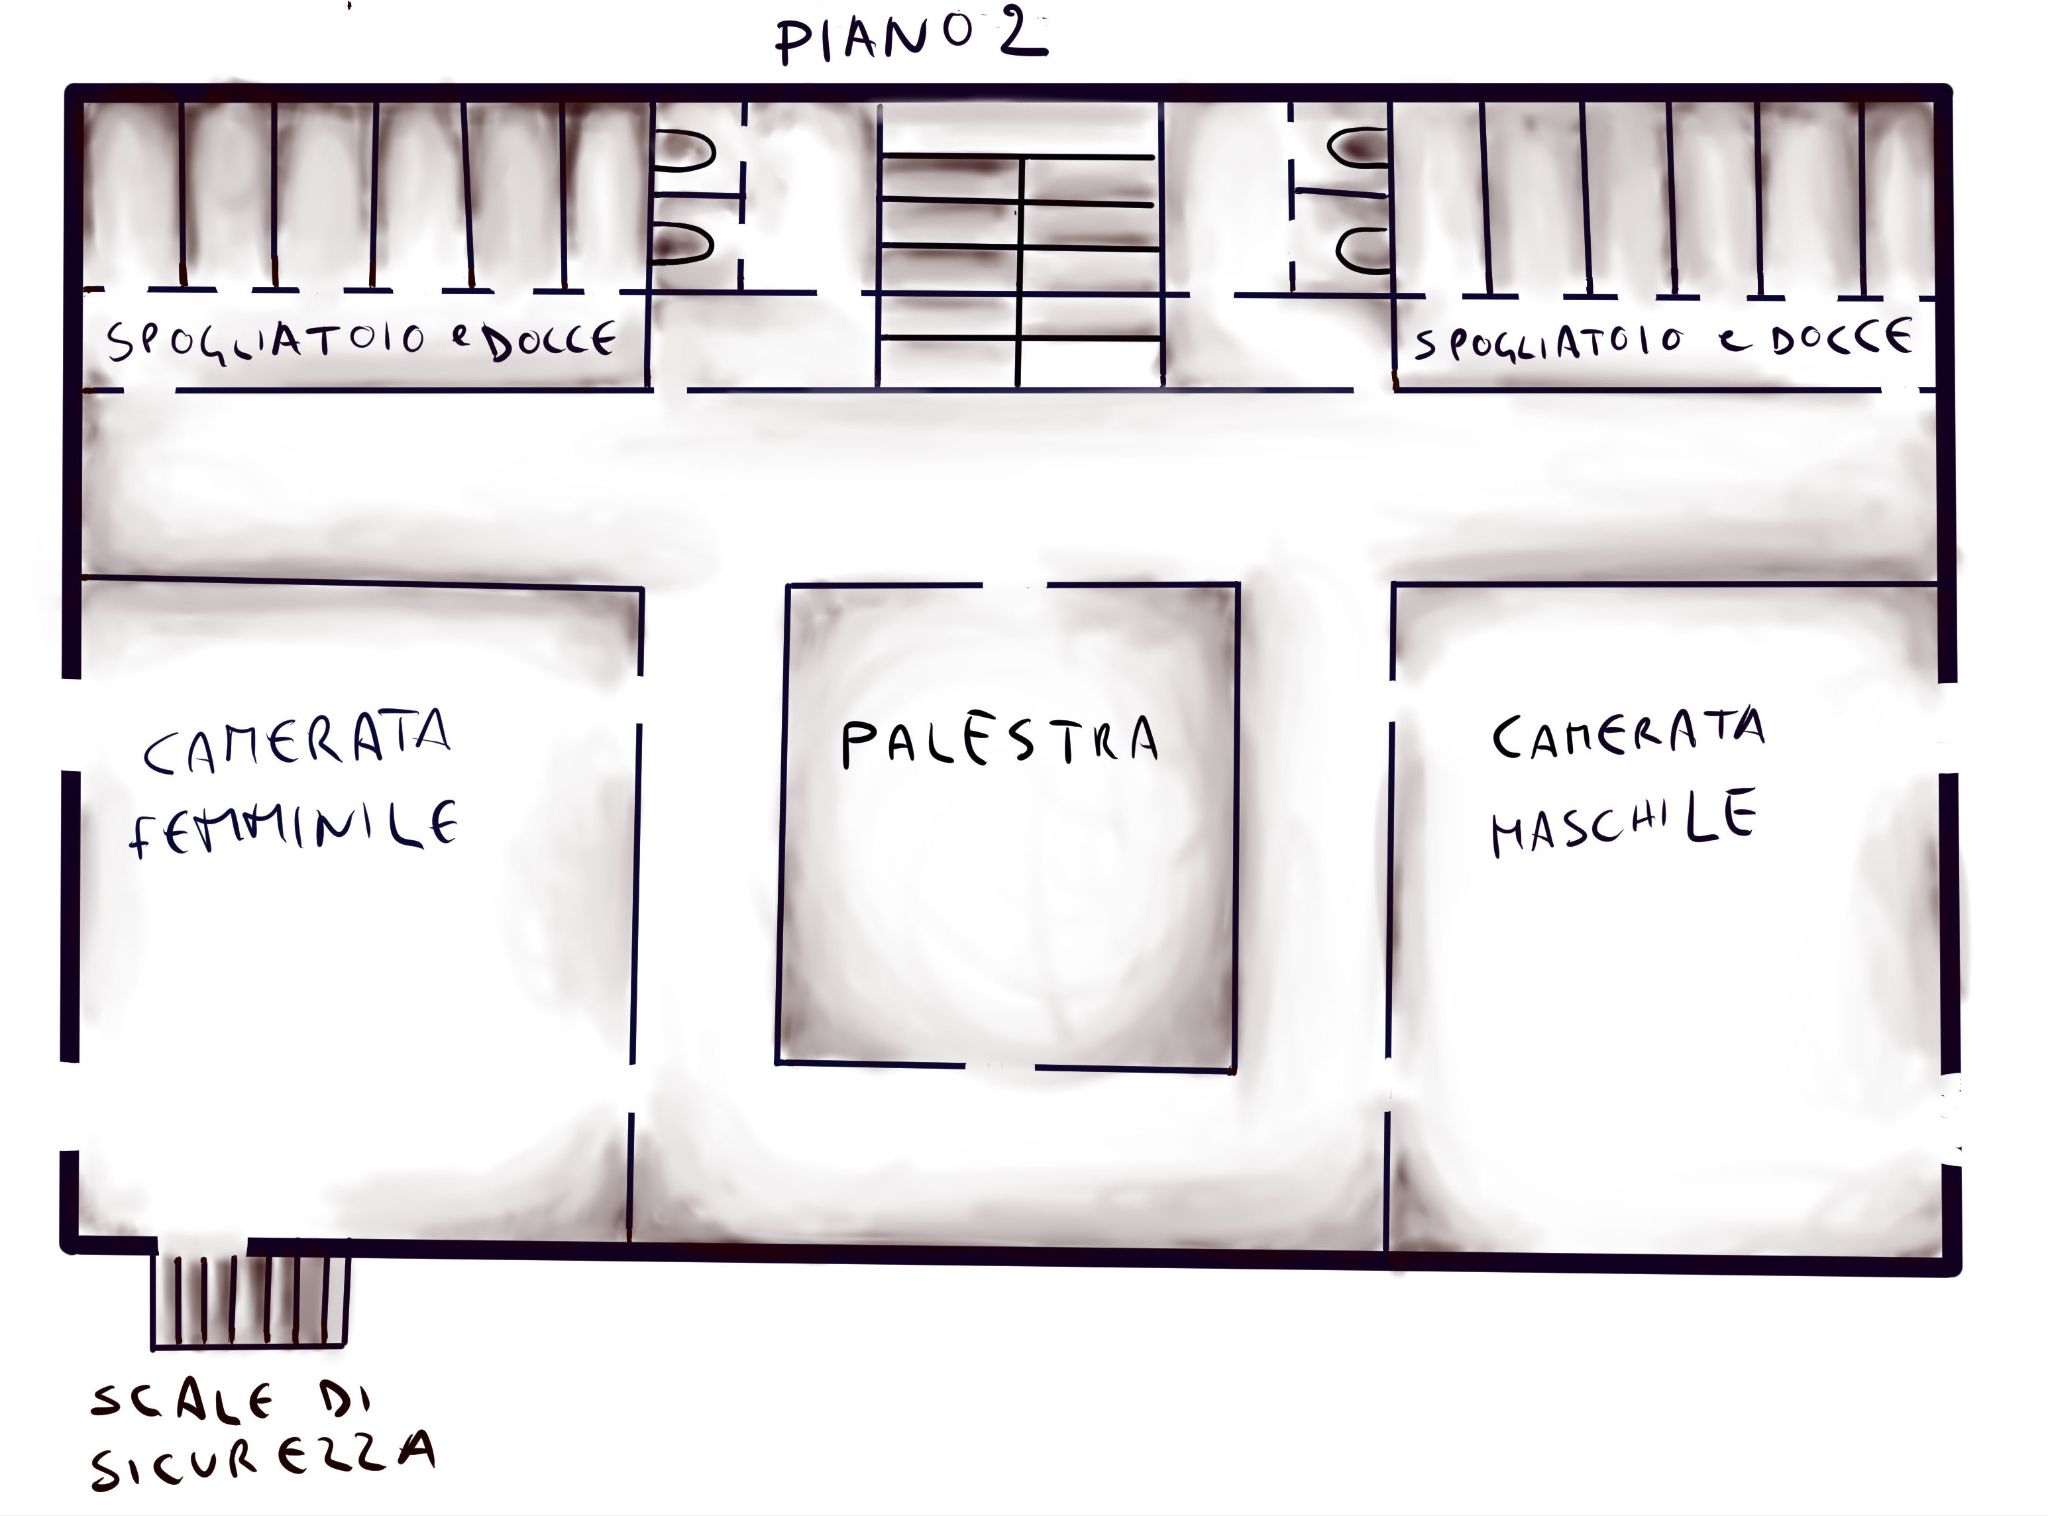 PIANO 2
SPOGLIATOIO e DOCCE
SPOGLIATOIO e DOCCE
CAMERATA
FEMMINILE
PALESTRA
CAMERATA
MASCHILE
SCALE DI
SICUREZZA